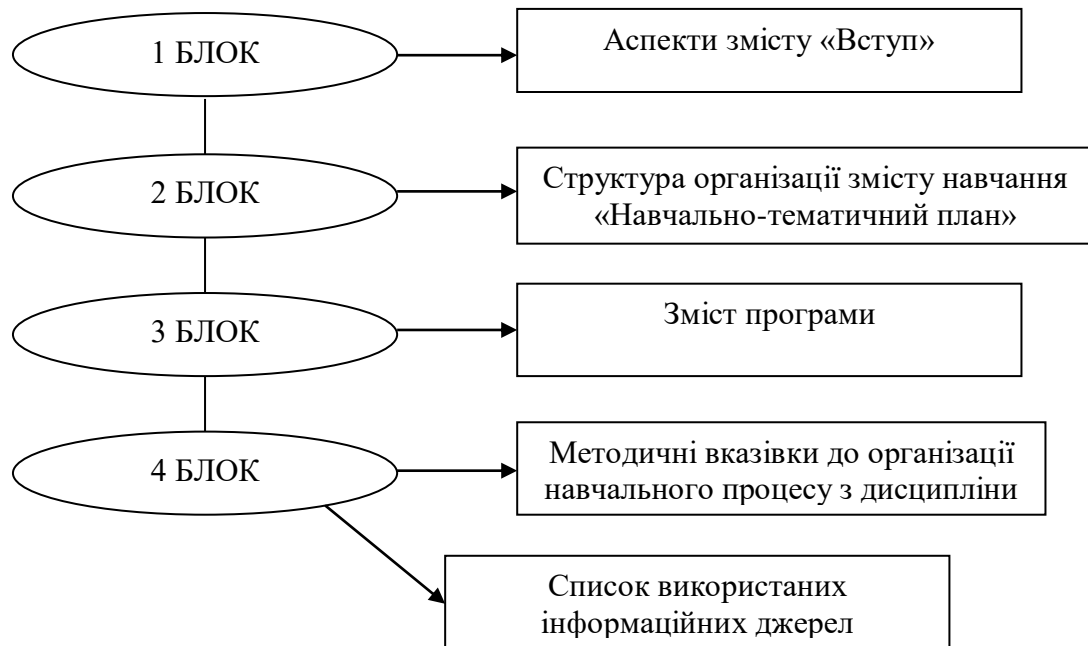 1 БЛОК
Аспекти змісту «Вступ»
2 БЛОК
Структура організації змісту навчання
«Навчально-тематичний план»
3 БЛОК
Зміст програми
4 БЛОК
Методичні вказівки до організації
навчального процесу з дисципліни
Список використаних
інформаційних джерел